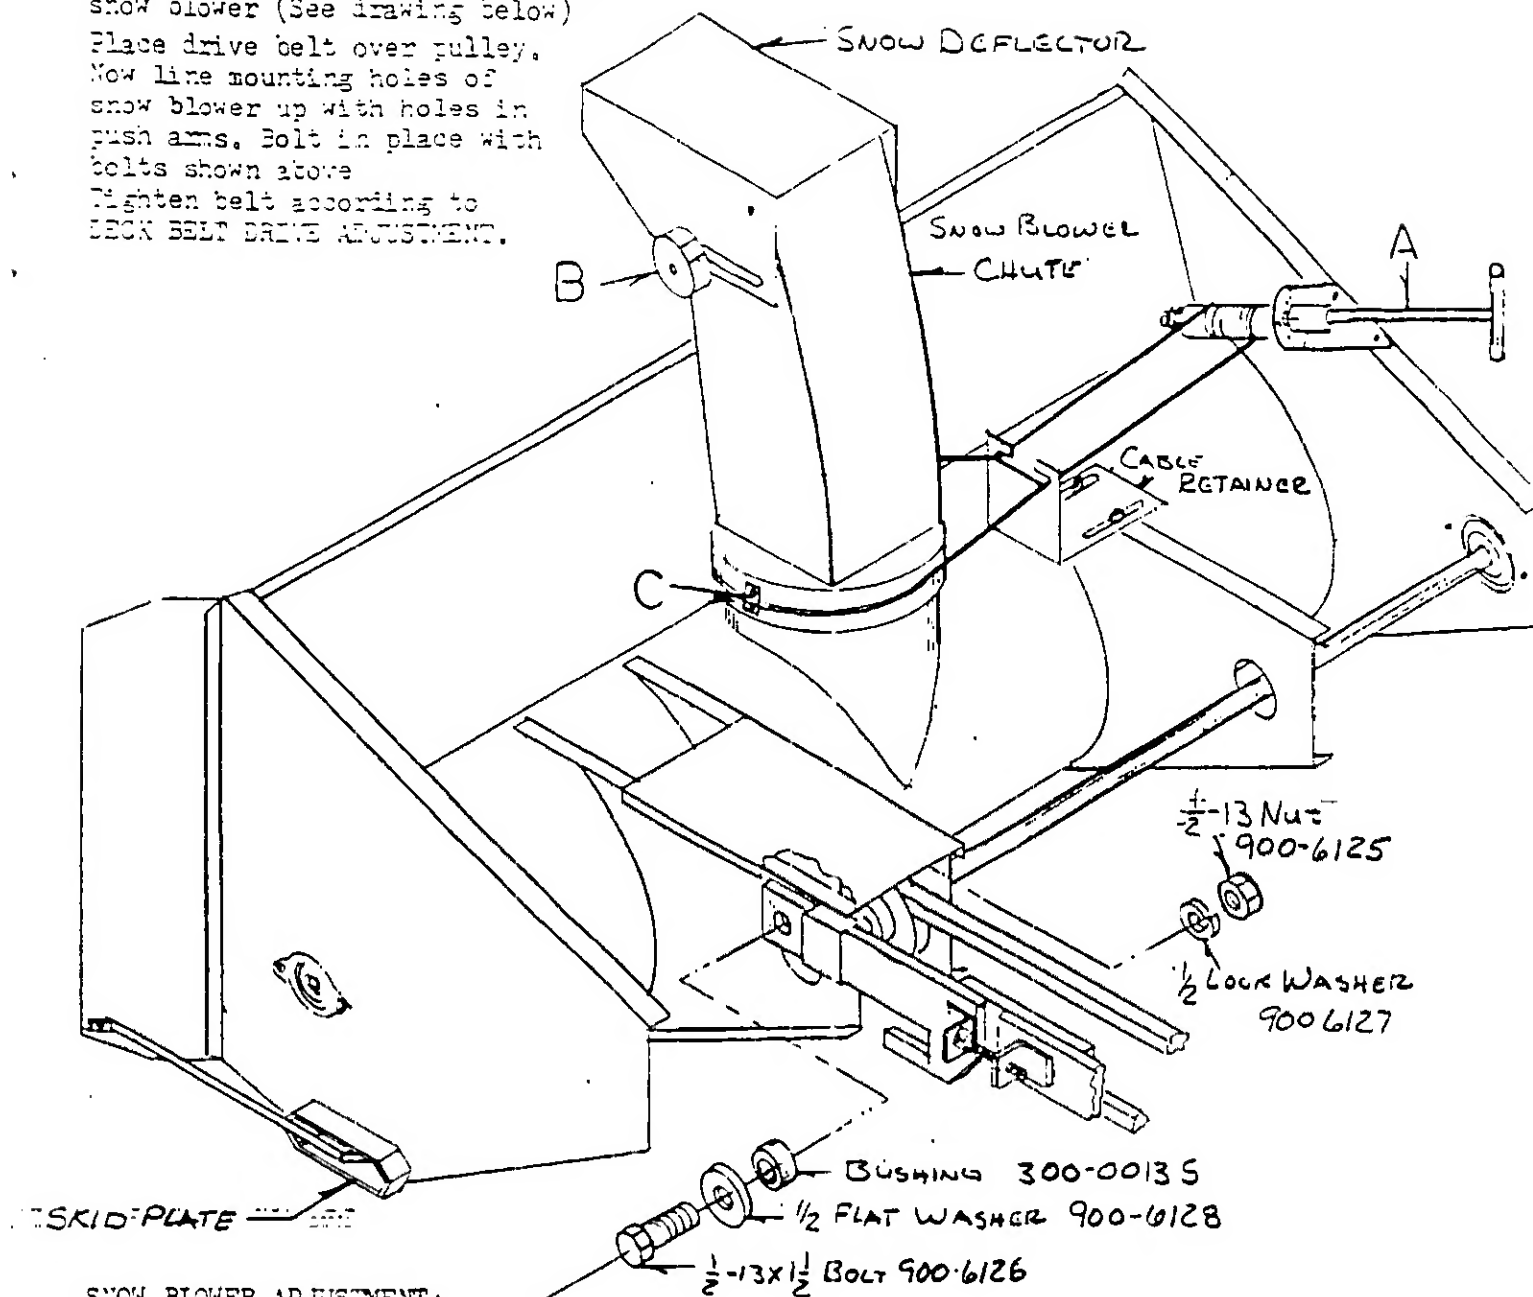 snow blower (See drawing below)
Place drive belt over pulley.
Now line mounting holes of
snow blower up with holes in
push arms. Bolt in place with
bolts shown above
Tighten belt according to
DECK BELT DRIVE ADJUSTMENT.
SNOW DEFLECTOR
SNOW BLOWER
CHUTE
A
B
CABLE
RETAINER
C
1/2-13 NUT
900-6125
1/2 LOCK WASHER
900 6127
BUSHING 300-0013S
1/2 FLAT WASHER 900-6128
1/2-13X1 1/2 BOLT 900-6126
SKID PLATE
SNOW BLOWER ADJUSTMENT: